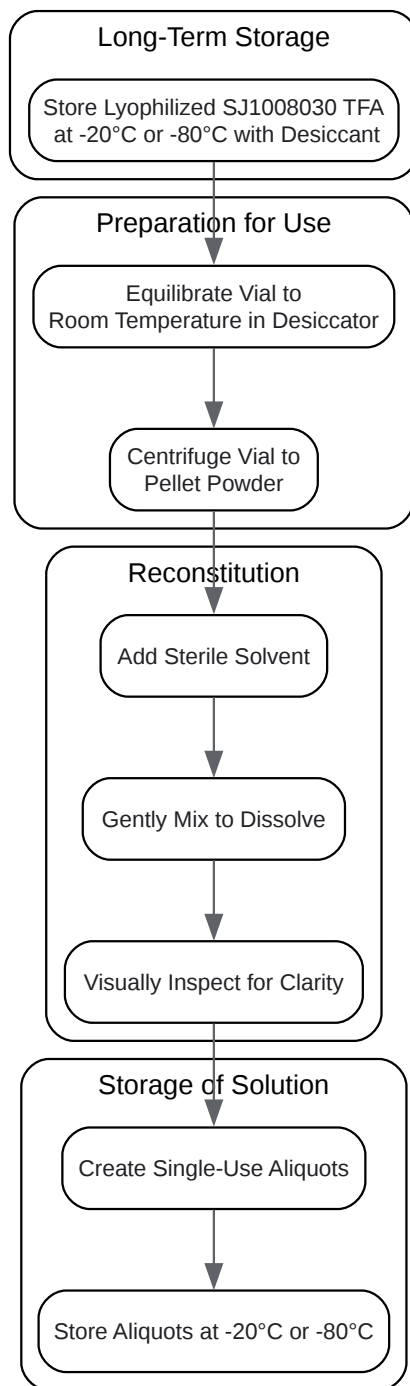 Long-Term Storage
Store Lyophilized SJ1008030 TFA
at -20°C or -80°C with Desiccant
Preparation for Use
Equilibrate Vial to
Room Temperature in Desiccator
Centrifuge Vial to
Pellet Powder
Reconstitution
Add Sterile Solvent
Gently Mix to Dissolve
Visually Inspect for Clarity
Storage of Solution
Create Single-Use Aliquots
Store Aliquots at -20°C or -80°C